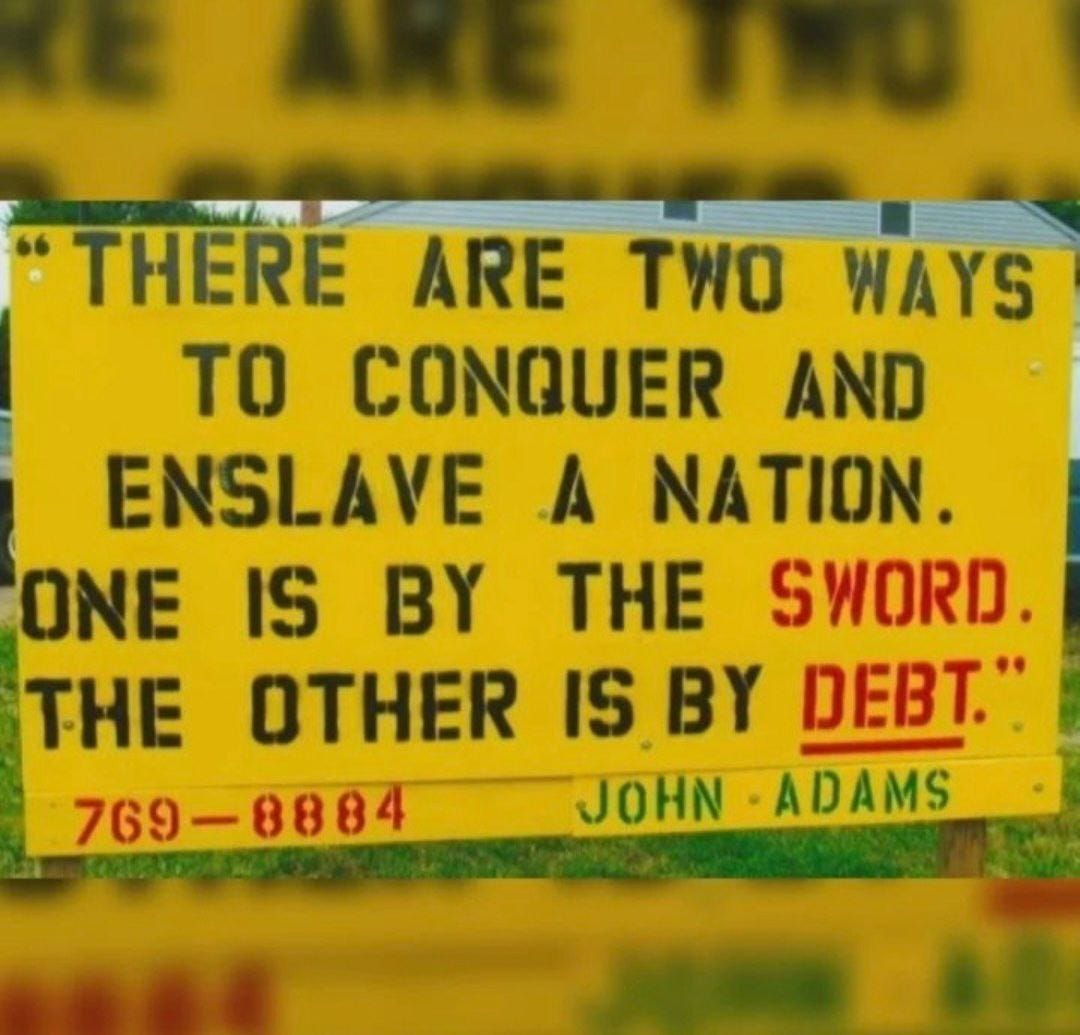 “THERE ARE TWO WAYS
TO CONQUER AND
ENSLAVE A NATION.
ONE IS BY THE SWORD.
THE OTHER IS BY DEBT.”
769-8884 JOHN ADAMS